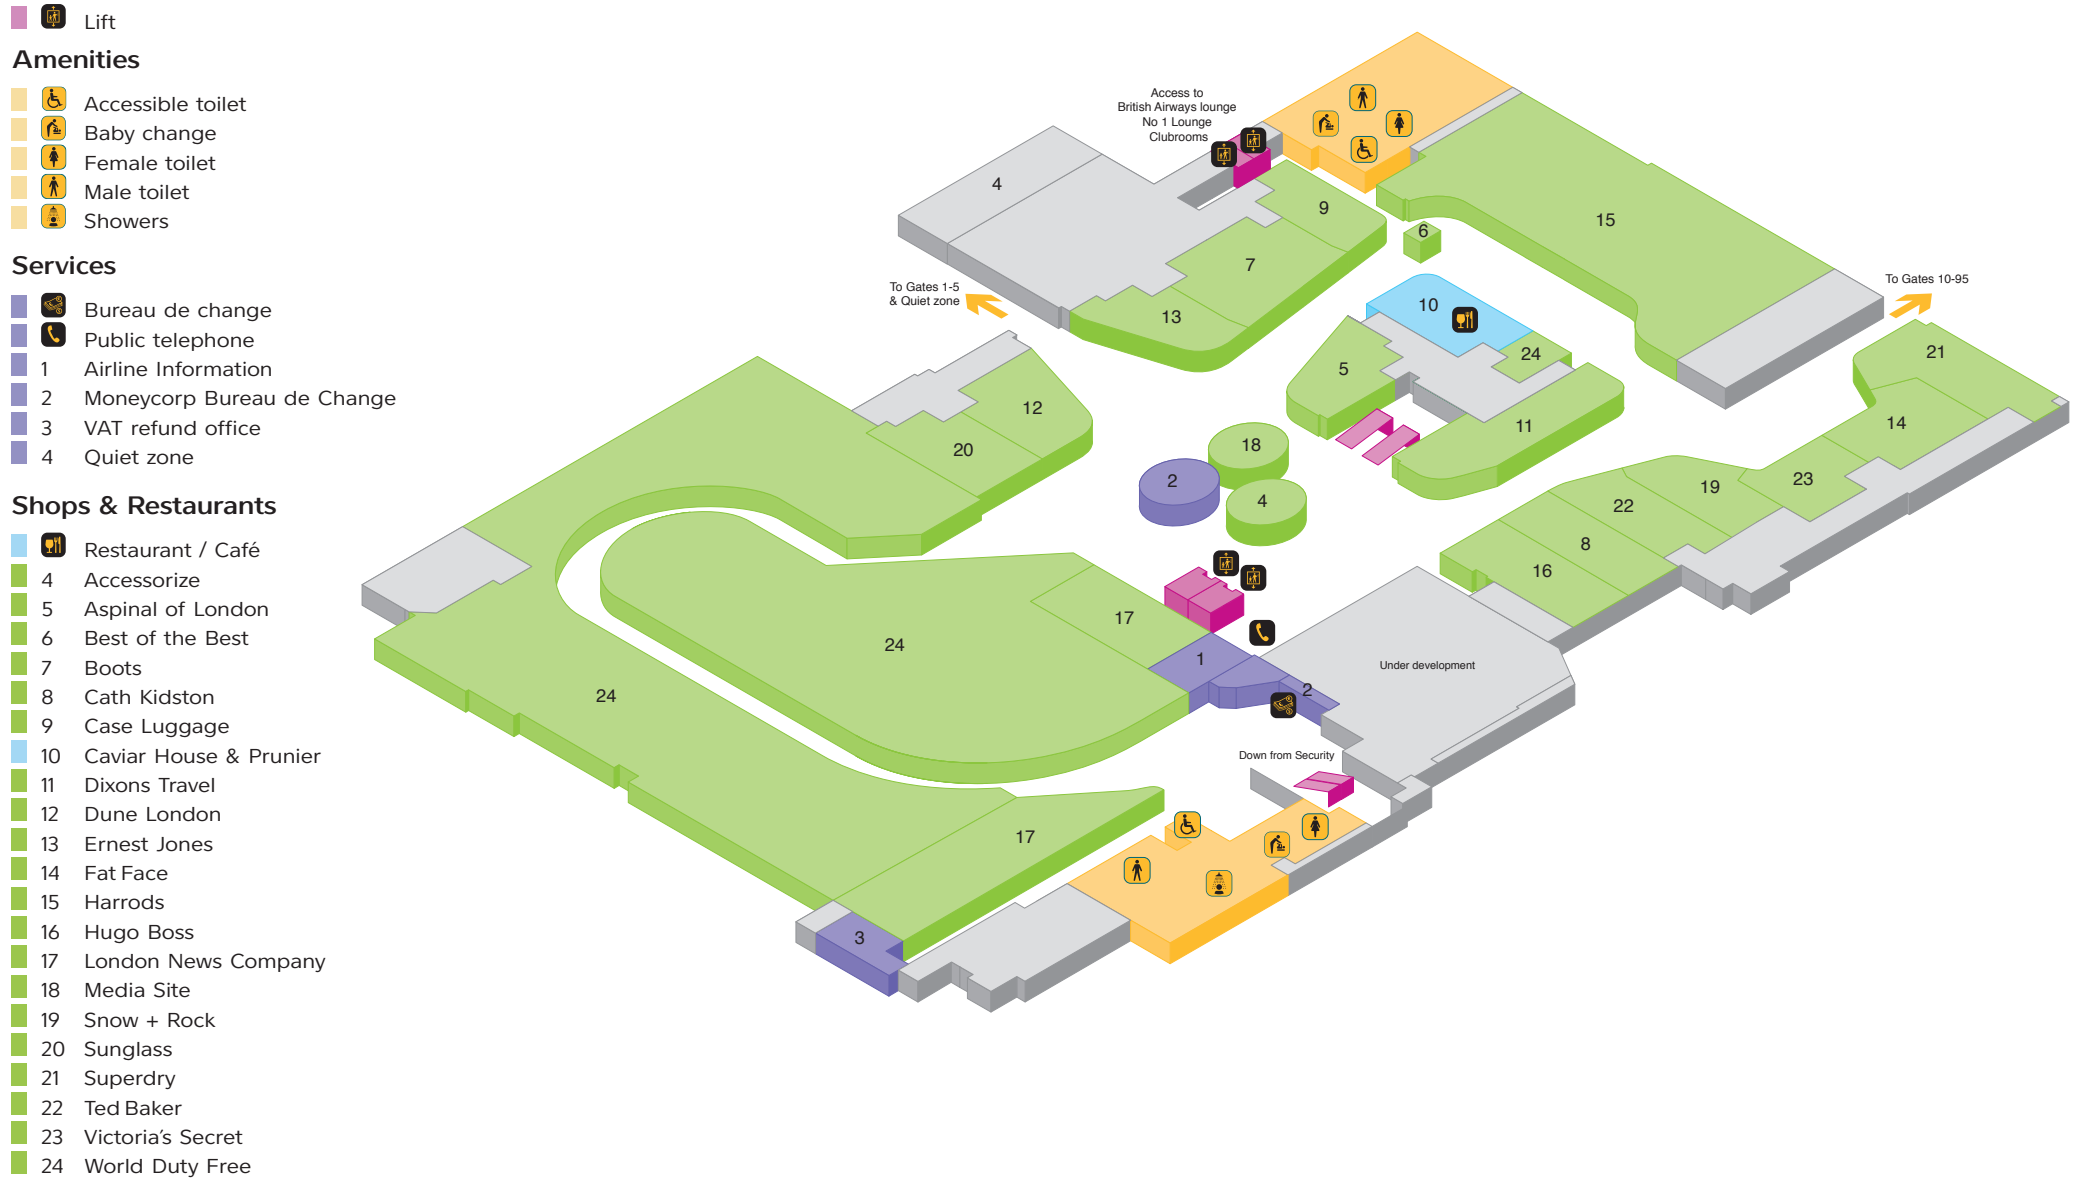 Lift
Amenities
Accessible toilet
Baby change
Female toilet
Male toilet
Showers
Services
Bureau de change
Public telephone
1 Airline Information
2 Moneycorp Bureau de Change
3 VAT refund office
4 Quiet zone
Shops & Restaurants
Restaurant / Café
4 Accessorize
5 Aspinal of London
6 Best of the Best
7 Boots
8 Cath Kidston
9 Case Luggage
10 Caviar House & Prunier
11 Dixons Travel
12 Dune London
13 Ernest Jones
14 Fat Face
15 Harrods
16 Hugo Boss
17 London News Company
18 Media Site
19 Snow + Rock
20 Sunglass
21 Superdry
22 Ted Baker
23 Victoria's Secret
24 World Duty Free
Access to
British Airways lounge
No 1 Lounge
Clubrooms
4
9
15
6
7
To Gates 1-5
& Quiet zone
To Gates 10-95
13
10
24
5
21
12
14
11
20
18
2
4
23
19
22
8
16
17
24
1
Under development
2
24
Down from Security
17
3